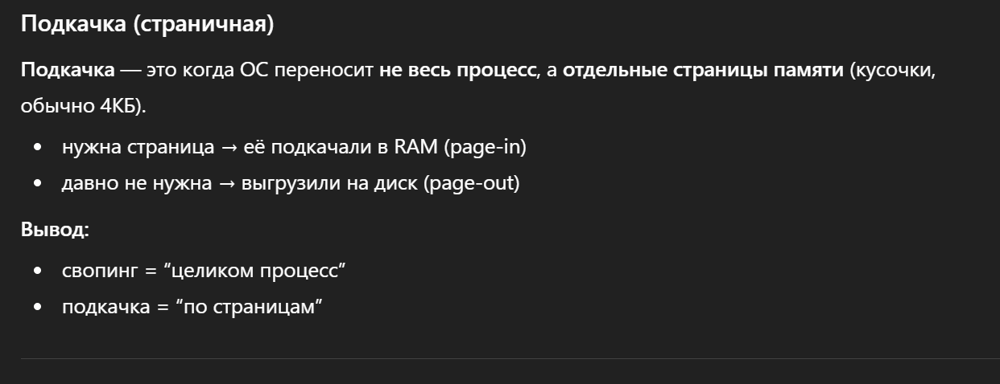 Подкачка (страничная)
Подкачка — это когда ОС переносит не весь процесс, а отдельные страницы памяти (кусочки,
обычно 4КБ).
• нужна страница → её подкачали в RAM (page-in)
• давно не нужна → выгрузили на диск (page-out)
Вывод:
• свопинг = “целиком процесс”
• подкачка = “по страницам”